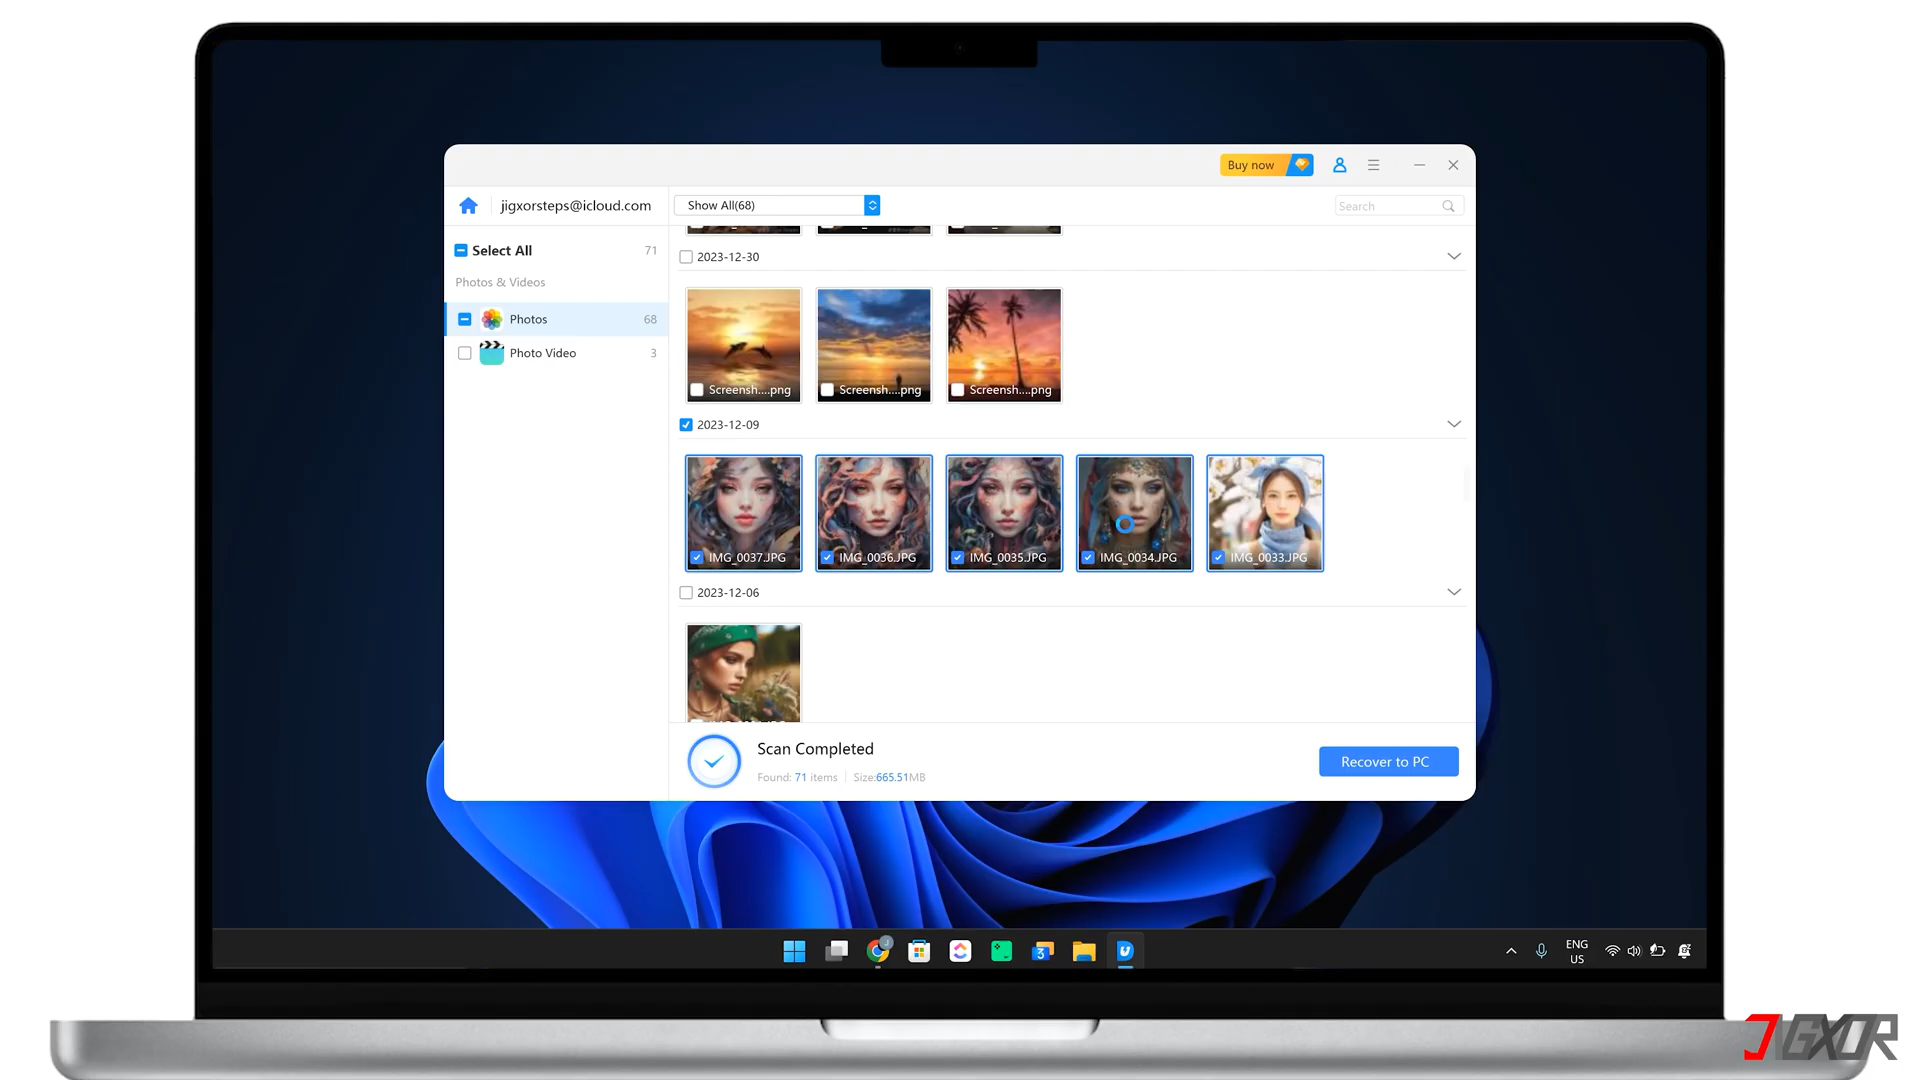 Buy now
jigxorsteps@icloud.com
Show All(68)
Search
Select All 71
Photos & Videos
Photos 68
Photo Video 3
2023-12-30
Screensh....png
Screensh....png
Screensh....png
2023-12-09
IMG_0037.JPG
IMG_0036.JPG
IMG_0035.JPG
IMG_0034.JPG
IMG_0033.JPG
2023-12-06
Scan Completed
Found: 71 items
Size:665.51MB
Recover to PC
J
3
ENG
US
JIGXOR